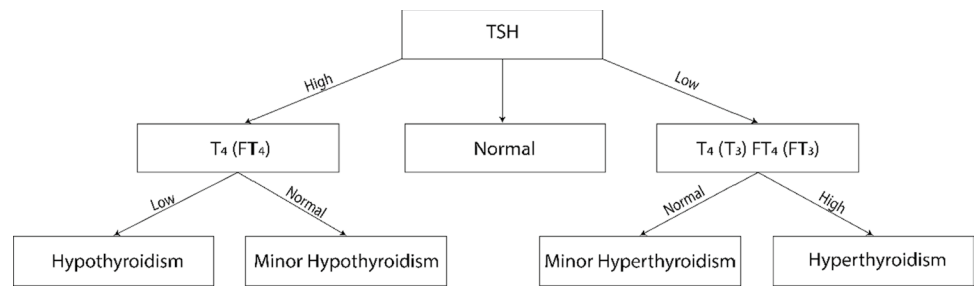 TSH
High
Low
T₄ (FT₄)
Normal
T₄ (T₃) FT₄ (FT₃)
Low
Normal
Normal
High
Hypothyroidism
Minor Hypothyroidism
Minor Hyperthyroidism
Hyperthyroidism